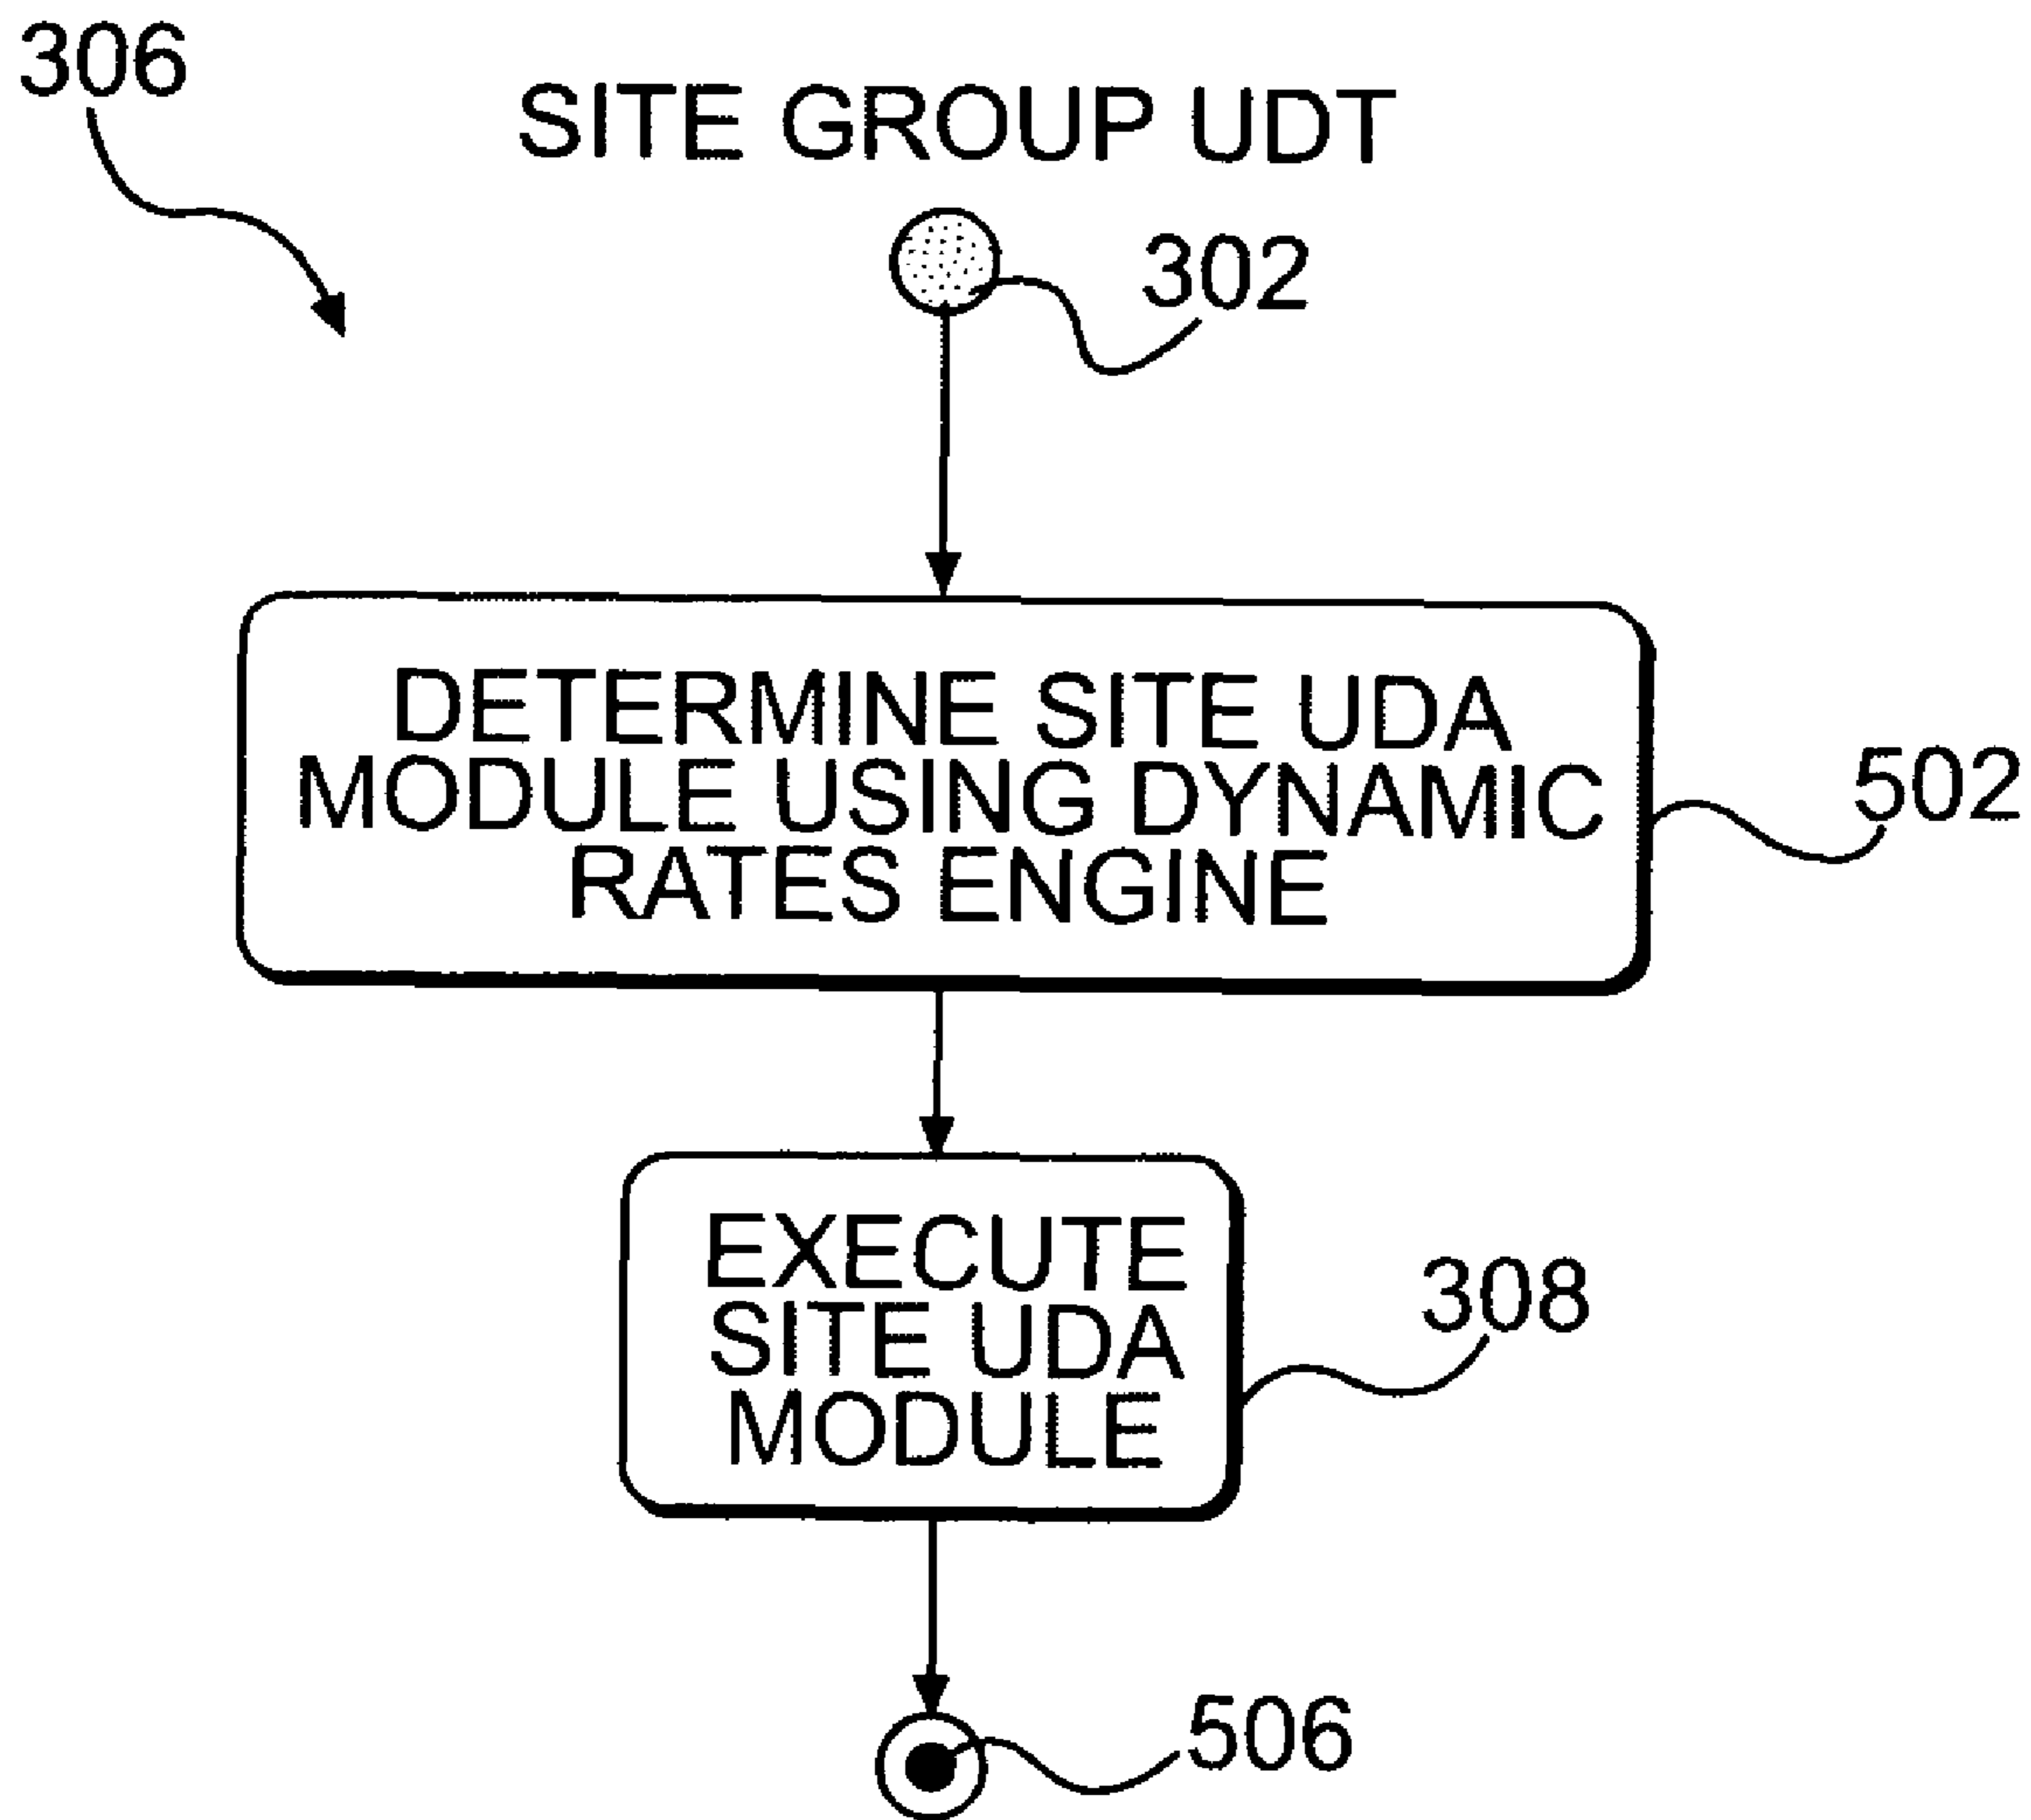 306
SITE GROUP UDT
302
DETERMINE SITE UDA
MODULE USING DYNAMIC
RATES ENGINE
502
EXECUTE
SITE UDA
MODULE
308
506